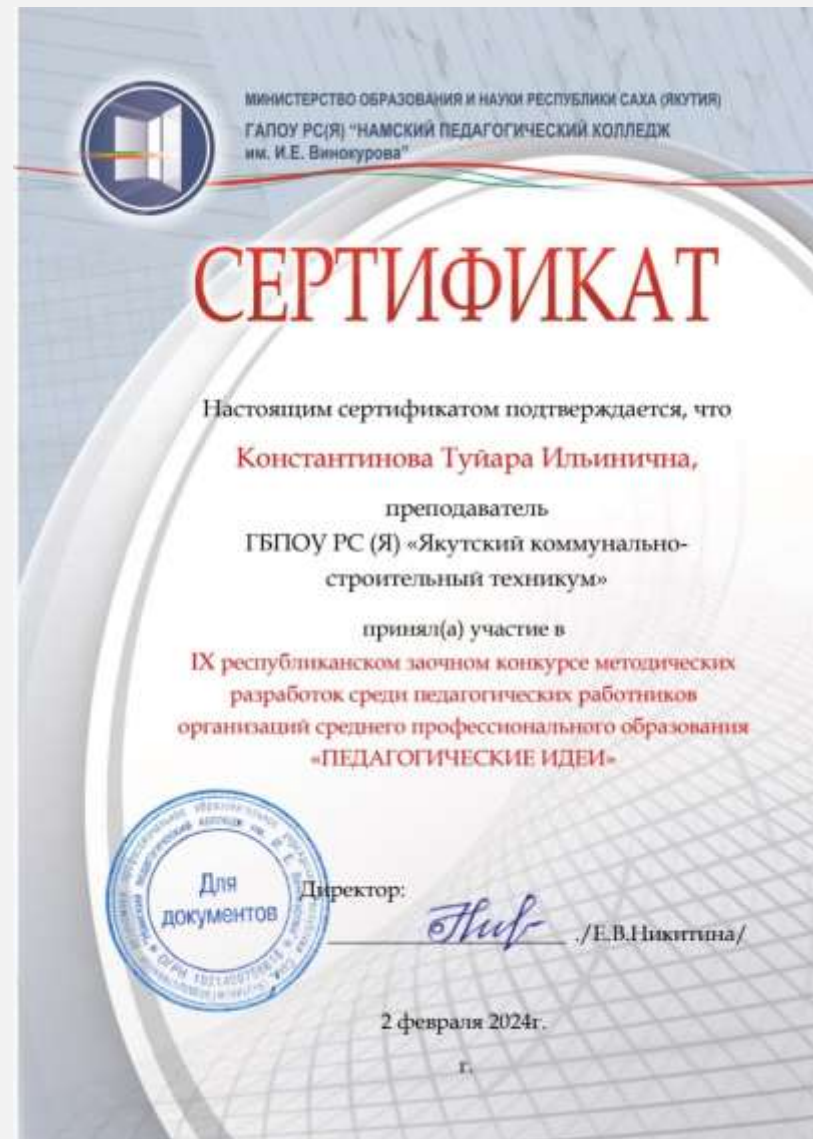 МИНИСТЕРСТВО ОБРАЗОВАНИЯ И НАУКИ РЕСПУБЛИКИ САХА (ЯКУТИЯ)
ГАПОУ РС(Я) "НАМСКИЙ ПЕДАГОГИЧЕСКИЙ КОЛЛЕДЖ
им. И.Е. Винокурова"
СЕРТИФИКАТ
Настоящим сертификатом подтверждается, что
Константинова Туйара Ильинична,
преподаватель
ГБПОУ РС (Я) «Якутский коммунально-
строительный техникум»
принял(а) участие в
IX республиканском заочном конкурсе методических
разработок среди педагогических работников
организаций среднего профессионального образования
«ПЕДАГОГИЧЕСКИЕ ИДЕИ»
Для
документов
Директор:
./Е.В.Никитина/
2 февраля 2024г.
г.